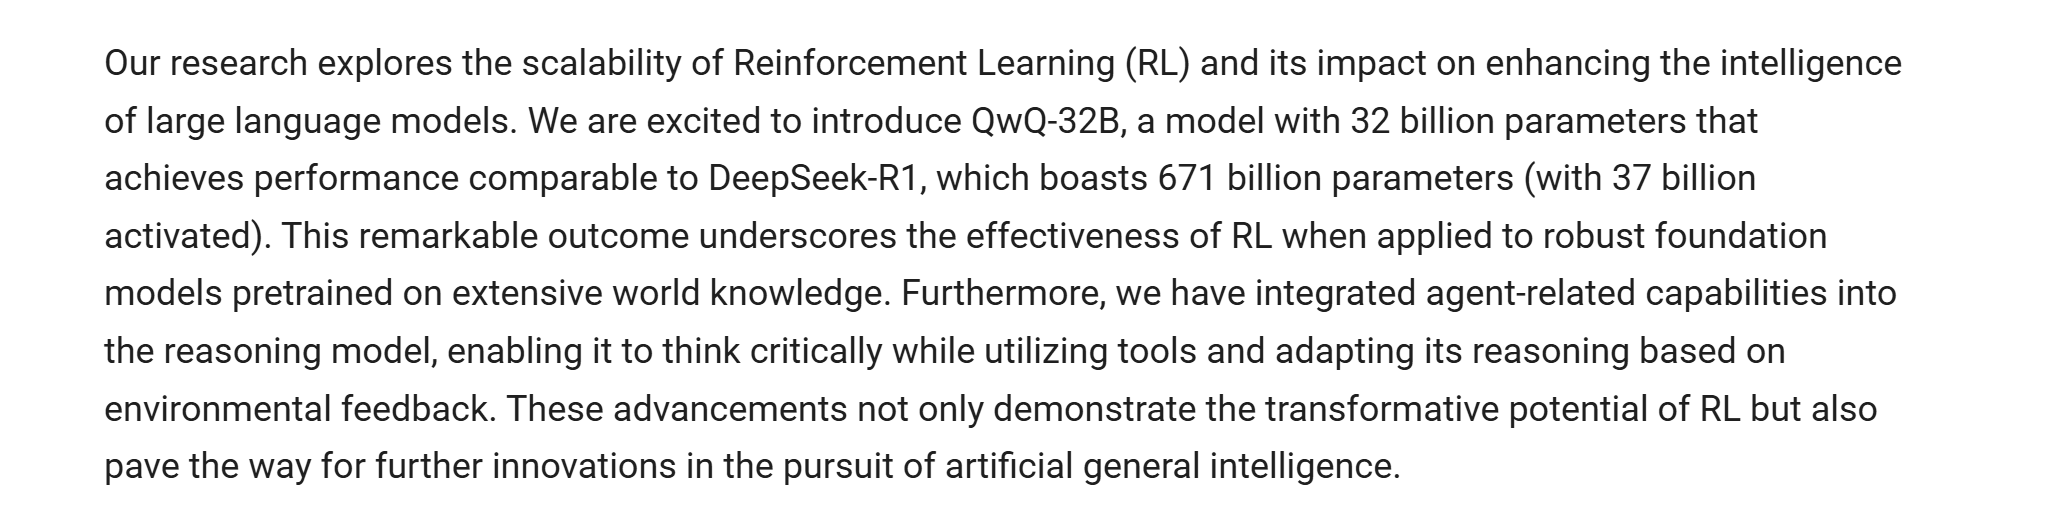 Our research explores the scalability of Reinforcement Learning (RL) and its impact on enhancing the intelligence
of large language models. We are excited to introduce QwQ-32B, a model with 32 billion parameters that
achieves performance comparable to DeepSeek-R1, which boasts 671 billion parameters (with 37 billion
activated). This remarkable outcome underscores the effectiveness of RL when applied to robust foundation
models pretrained on extensive world knowledge. Furthermore, we have integrated agent-related capabilities into
the reasoning model, enabling it to think critically while utilizing tools and adapting its reasoning based on
environmental feedback. These advancements not only demonstrate the transformative potential of RL but also
pave the way for further innovations in the pursuit of artificial general intelligence.